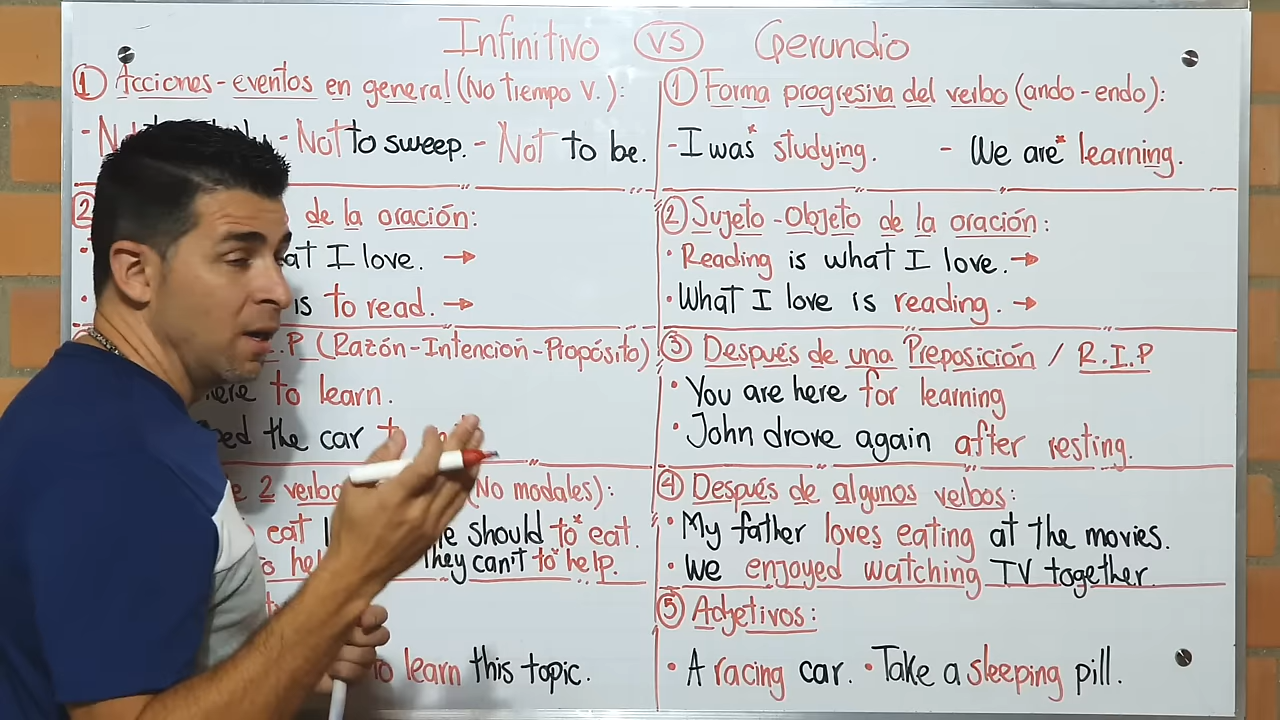 Infinitivo VS Gerundio
① Acciones - eventos en general (No tiempo V.):
- Not to sweep. - Not to be.
② de la oración:
I love. →
is to read. →
.P (Razón-Intención-Propósito)
to learn.
the car
2 (No modales):
eat should to* eat.
can't to* help.
to learn this topic.
① Forma progresiva del verbo (ando - endo):
- I was* studying. - We are* learning.
② Sujeto - Objeto de la oración:
• Reading is what I love. →
• What I love is reading. →
③ Después de una Preposición / R.I.P
• You are here for learning
• John drove again after resting.
④ Después de algunos verbos:
• My father loves eating at the movies.
• We enjoyed watching TV together.
⑤ Adjetivos:
• A racing car. • Take a sleeping pill.